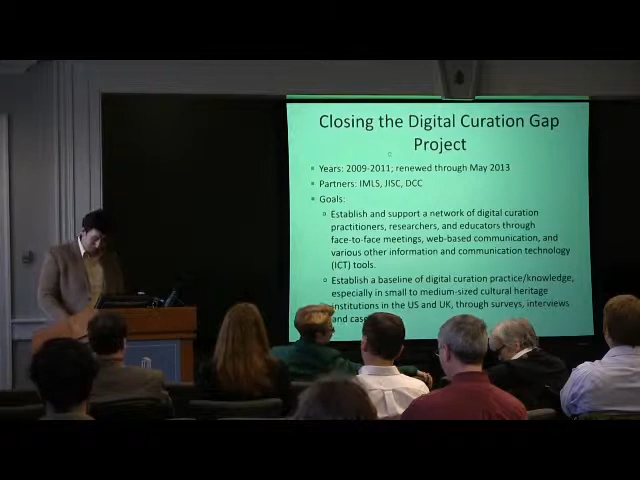 Closing the Digital Curation Gap
Project
Years: 2009-2011; renewed through May 2013
Partners: IMLS, JISC, DCC
Goals:
Establish and support a network of digital curation
practitioners, researchers, and educators through
face-to-face meetings, web-based communication, and
various other information and communication technology
(ICT) tools.
Establish a baseline of digital curation practice/knowledge,
especially in small to medium-sized cultural heritage
institutions in the US and UK, through surveys, interviews
and case